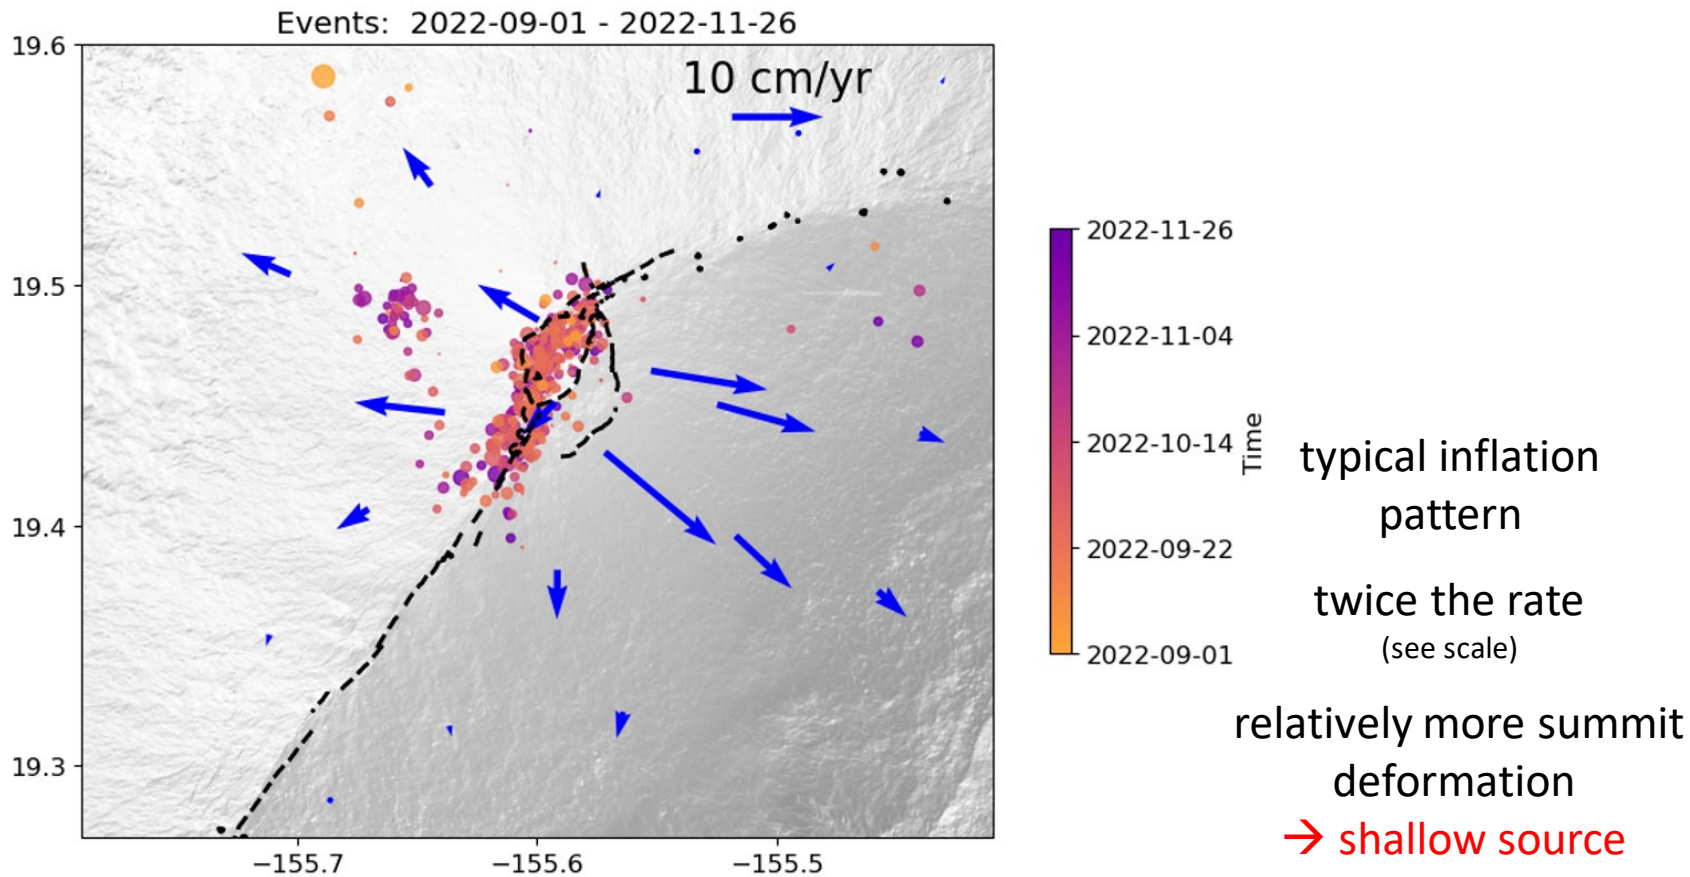 Events:  2022-09-01 - 2022-11-26
10 cm/yr
19.6
19.5
19.4
19.3
−155.7
−155.6
−155.5
2022-11-26
2022-11-04
2022-10-14
2022-09-22
2022-09-01
Time
typical inflation
pattern
twice the rate
(see scale)
relatively more summit
deformation
→ shallow source